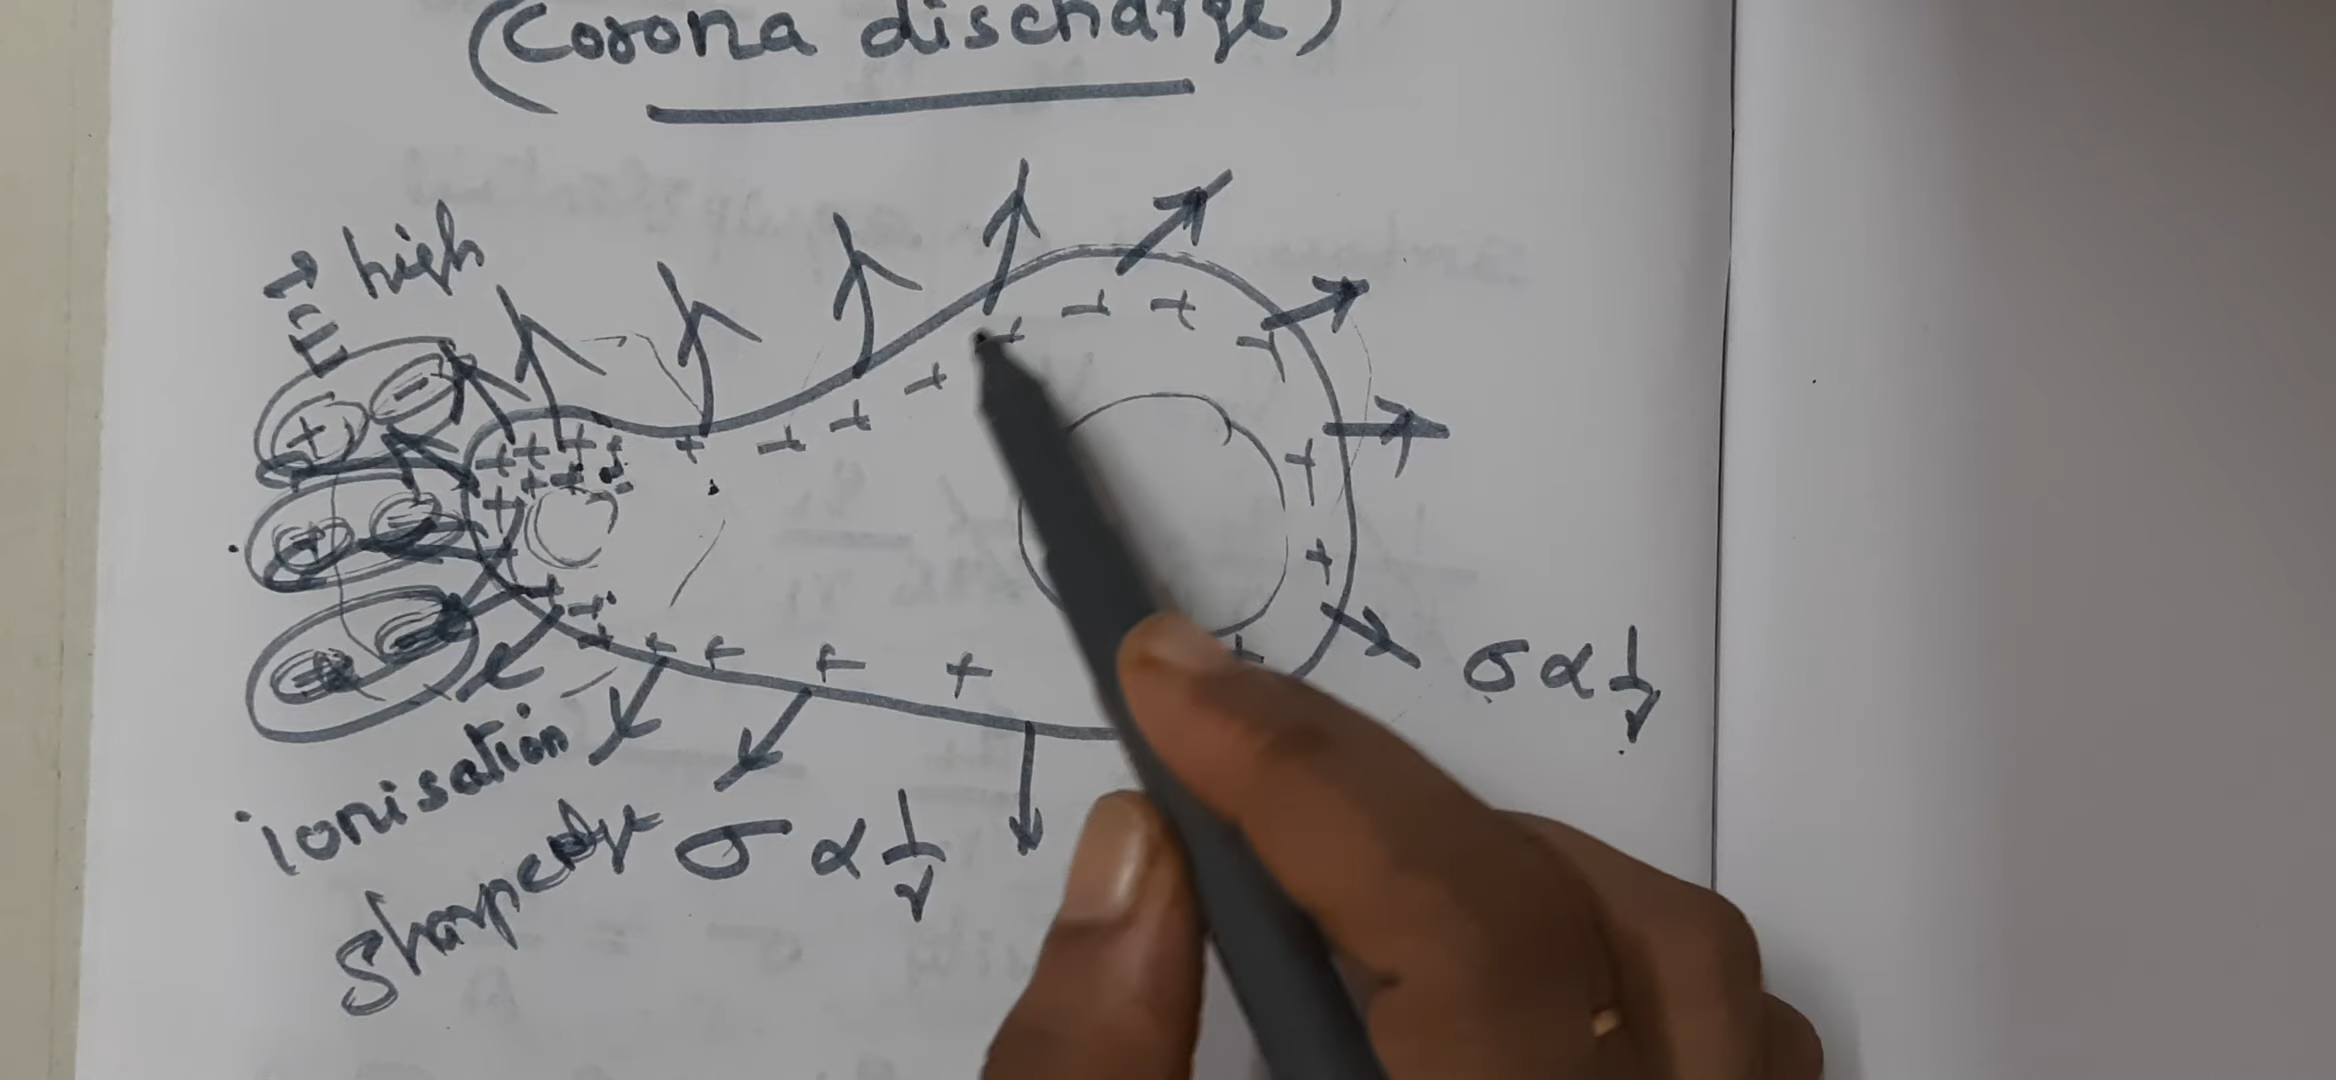 (Corona discharge)
E high
σ α 1/r
ionisation
Sharp edge σ α 1/r